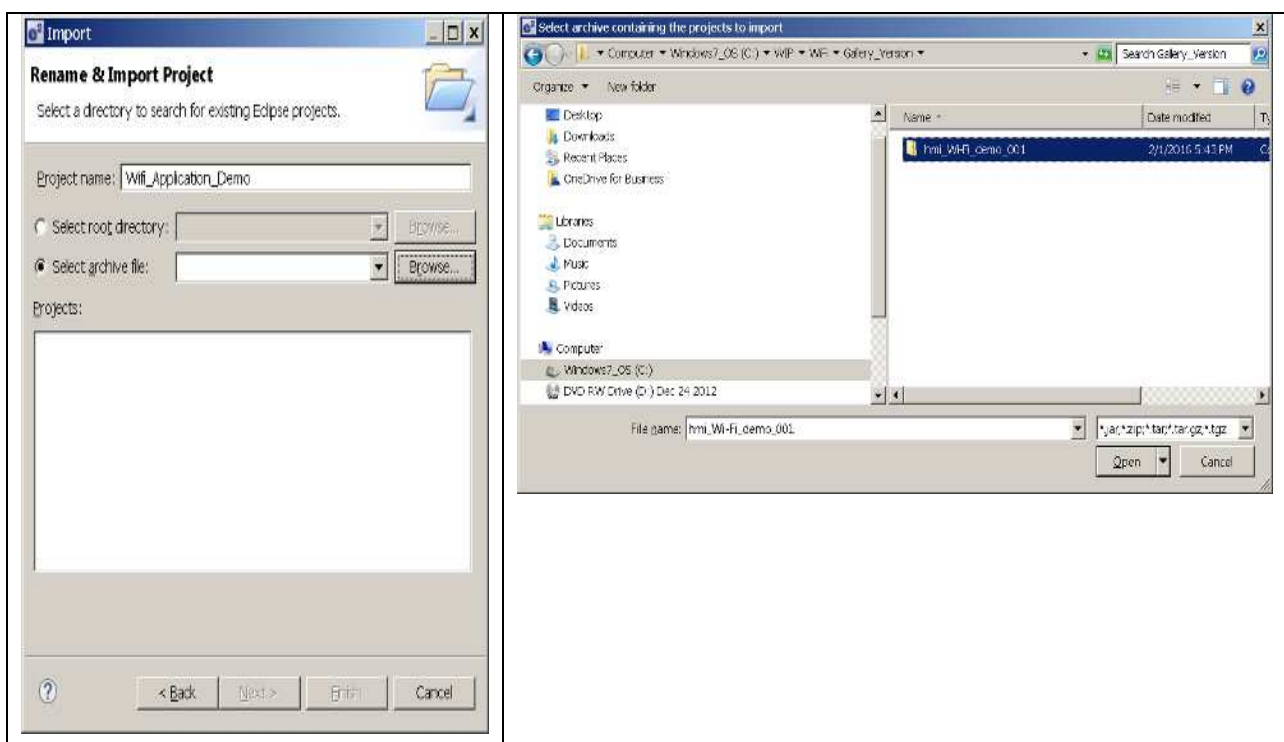 Import
Rename & Import Project
Select a directory to search for existing Eclipse projects.
Project name: Wifi_Application_Demo
Select root directory: Browse...
Select archive file: Browse...
Projects:
< Back Next > Finish Cancel
Select archive containing the projects to import
Computer Windows7_OS (C:) WIP WiFi Gallery_Version Search Gallery_Version
Organize New folder
Desktop
Downloads
Recent Places
OneDrive for Business
Libraries
Documents
Music
Pictures
Videos
Computer
Windows7_OS (C:)
DVD RW Drive (D:) Dec 24 2012
Name Date modified Ty
hmi_Wi-Fi_demo_001 2/1/2016 5:43 PM Co
File name: hmi_Wi-Fi_demo_001 *.jar;*.zip;*.tar;*.tar.gz;*.tgz
Open Cancel